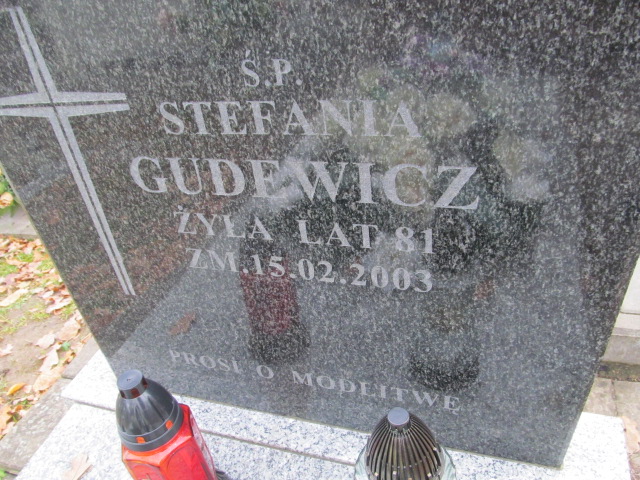 Ś.P.
STEFANIA
GUDEWICZ
ŻYŁA LAT 81
ZM.15.02.2003
PROSI O MODLITWĘ